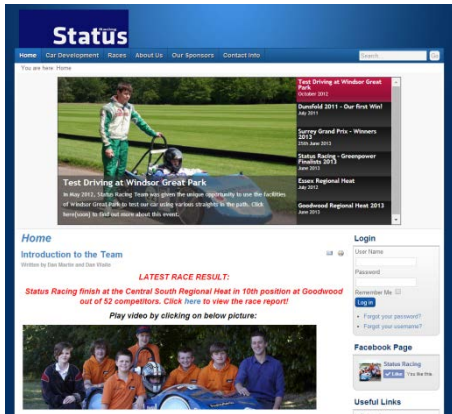 Status
Home Car Development Races About Us Our Sponsors Contact Info
Search...
Go
You are here: Home
Test Driving at Windsor Great Park
In May 2012, Status Racing Team was given the unique opportunity to use the facilities
of Windsor Great Park to test our car using various straights in the path. Click
here(soon) to find out more about this event.
Test Driving at Windsor Great
Park
October 2012
Dunsfold 2011 - Our first Win!
July 2011
Surrey Grand Prix - Winners
2013
25th June 2013
Status Racing - Greenpower
Finalists 2013
June 2013
Essex Regional Heat
July 2012
Goodwood Regional Heat 2013
June 2013
Home
Introduction to the Team
Written by Dan Martin and Dan Wade
LATEST RACE RESULT:
Status Racing finish at the Central South Regional Heat in 10th position at Goodwood
out of 52 competitors. Click here to view the race report!
Play video by clicking on below picture:
Login
User Name
Password
Remember Me
Log in
Forgot your password?
Forgot your username?
Facebook Page
Status Racing
Like You like this.
Useful Links